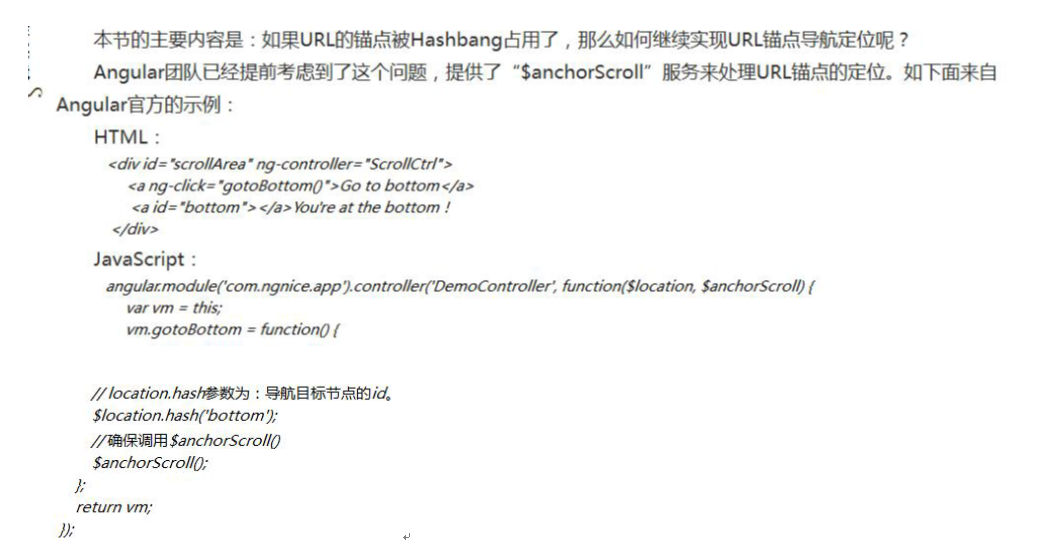 本节的主要内容是：如果URL的锚点被Hashbang占用了，那么如何继续实现URL锚点导航定位呢？
Angular团队已经提前考虑到了这个问题，提供了“$anchorScroll”服务来处理URL锚点的定位。如下面来自
Angular官方的示例：
HTML：
<div id="scrollArea" ng-controller="ScrollCtrl">
<a ng-click="gotoBottom()">Go to bottom</a>
<a id="bottom"></a>You're at the bottom !
</div>
JavaScript：
angular.module('com.ngnice.app').controller('DemoController', function($location, $anchorScroll) {
var vm = this;
vm.gotoBottom = function() {
// location.hash参数为：导航目标节点的id。
$location.hash('bottom');
//确保调用$anchorScroll()
$anchorScroll();
};
return vm;
});